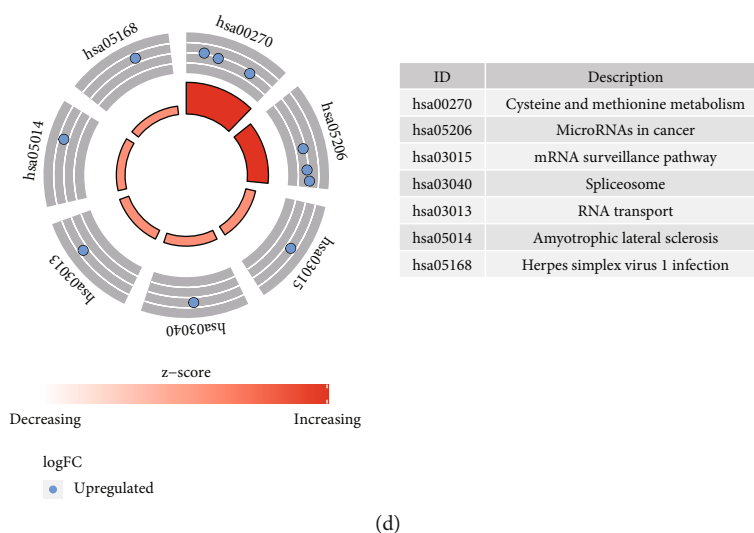 hsa05168
hsa00270
hsa05206
hsa03015
hsa03040
hsa03013
hsa05014
ID Description
hsa00270 Cysteine and methionine metabolism
hsa05206 MicroRNAs in cancer
hsa03015 mRNA surveillance pathway
hsa03040 Spliceosome
hsa03013 RNA transport
hsa05014 Amyotrophic lateral sclerosis
hsa05168 Herpes simplex virus 1 infection
z–score
Decreasing Increasing
logFC
Upregulated
(d)